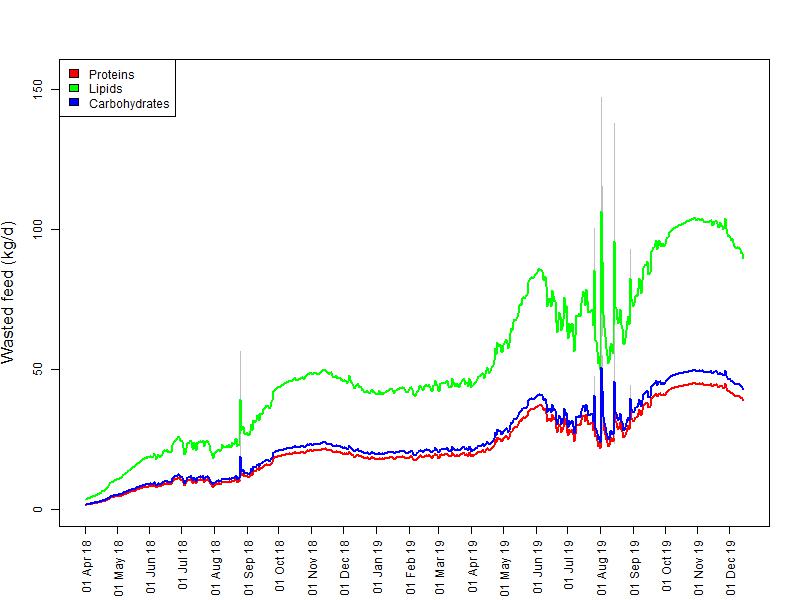 Proteins
Lipids
Carbohydrates
Wasted feed (kg/d)
150
100
50
0
01 Apr 18
01 May 18
01 Jun 18
01 Jul 18
01 Aug 18
01 Sep 18
01 Oct 18
01 Nov 18
01 Dec 18
01 Jan 19
01 Feb 19
01 Mar 19
01 Apr 19
01 May 19
01 Jun 19
01 Jul 19
01 Aug 19
01 Sep 19
01 Oct 19
01 Nov 19
01 Dec 19